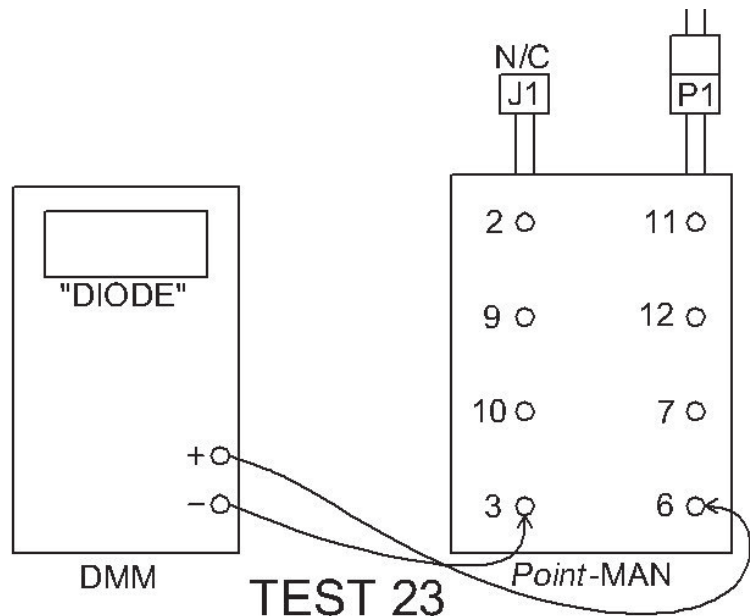 N/C
J1
P1
2
11
"DIODE"
9
12
10
7
+
−
3
6
DMM
Point-MAN
TEST 23